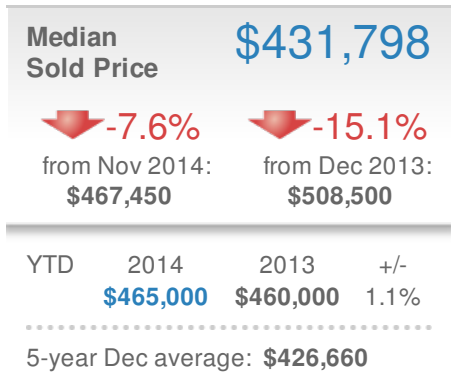 Median $431,798
Sold Price
-7.6% -15.1%
from Nov 2014: from Dec 2013:
$467,450 $508,500
YTD 2014 2013 +/-
$465,000 $460,000 1.1%
5-year Dec average: $426,660